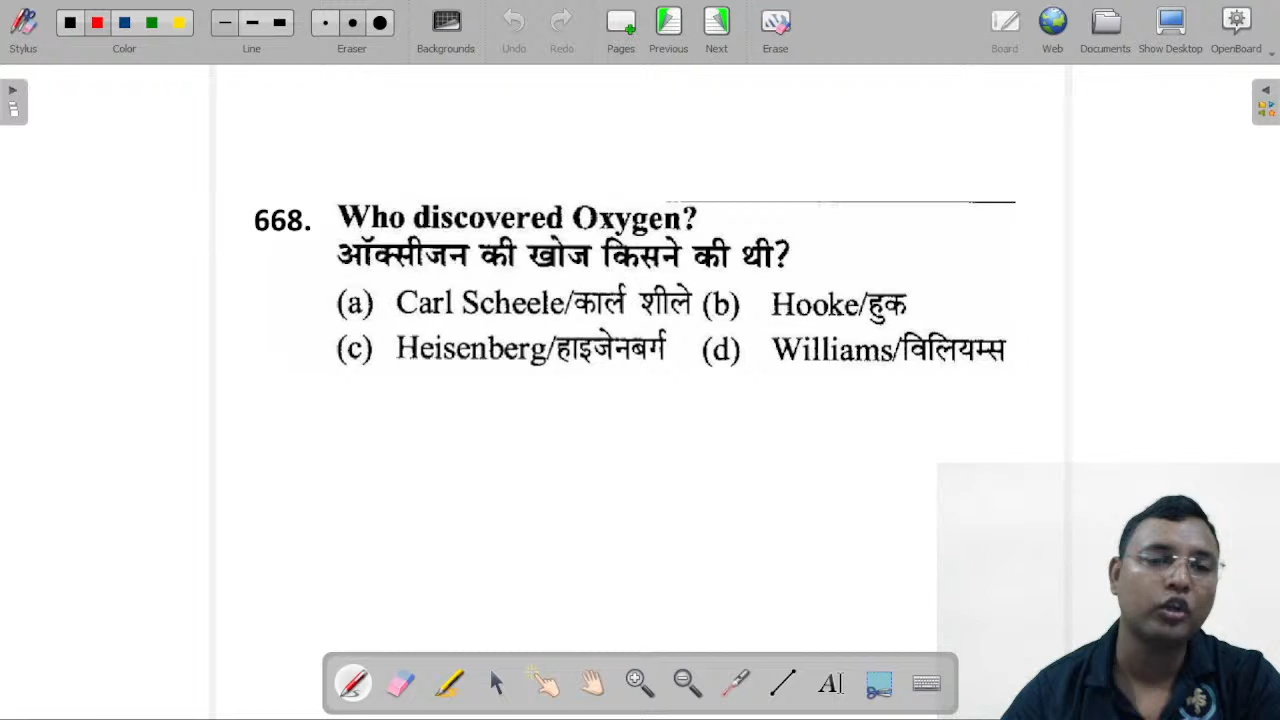 Stylus
Color
Line
Eraser
Backgrounds
Undo
Redo
Pages
Previous
Next
Erase
Board
Web
Documents
Show Desktop
OpenBoard
668. Who discovered Oxygen?
ऑक्सीजन की खोज किसने की थी?
(a) Carl Scheele/कार्ल शीले (b) Hooke/हुक
(c) Heisenberg/हाइजेनबर्ग (d) Williams/विलियम्स
AI